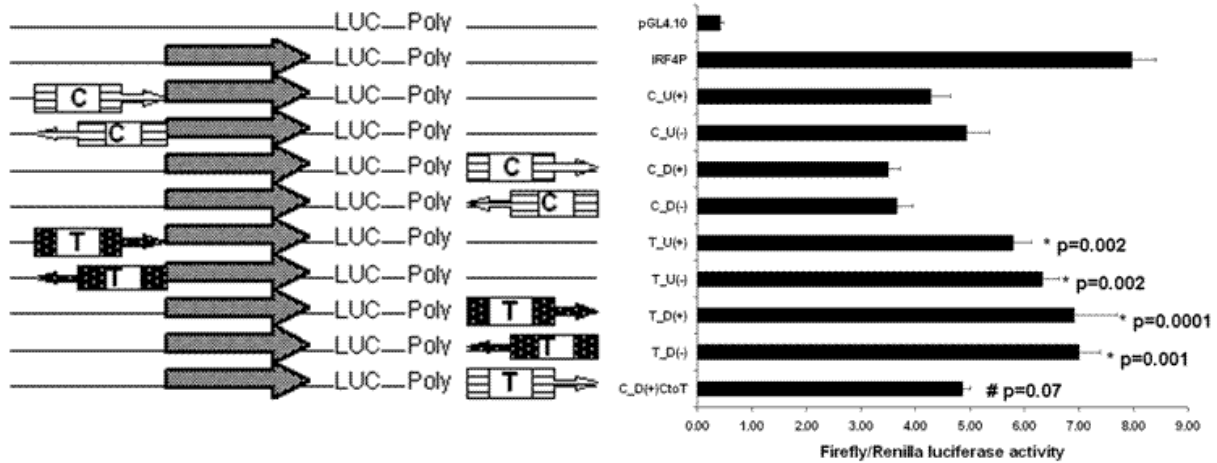 LUC Poly
pGL4.10
LUC Poly
IRF4P
C LUC Poly
C_U(+)
C LUC Poly
C_U(-)
LUC Poly C
C_D(+)
LUC Poly C
C_D(-)
T LUC Poly
T_U(+) * p=0.002
T LUC Poly
T_U(-) * p=0.002
LUC Poly T
T_D(+) * p=0.0001
LUC Poly T
T_D(-) * p=0.001
LUC Poly T
C_D(+)CtoT # p=0.07
0.00 1.00 2.00 3.00 4.00 5.00 6.00 7.00 8.00 9.00
Firefly/Renilla luciferase activity